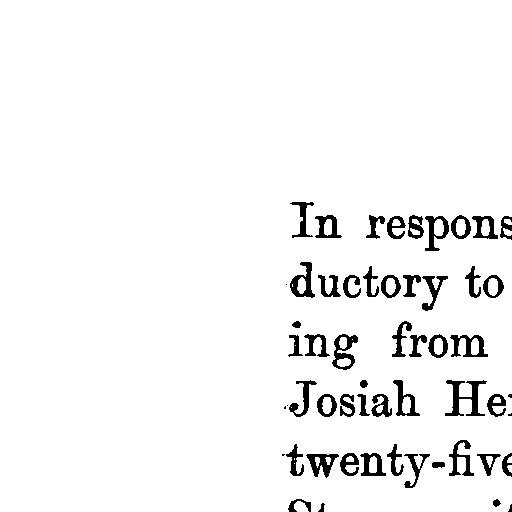 In respons
ductory to
ing from
Josiah He
twenty-five